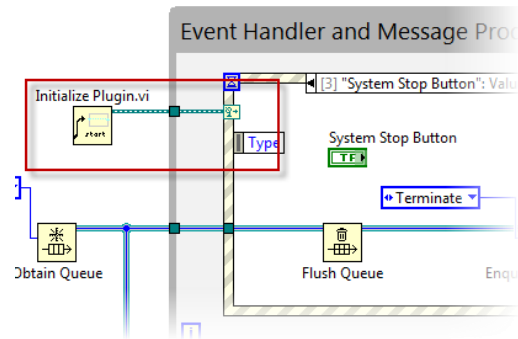 Event Handler and Message Proc
[3] "System Stop Button": Valu
Initialize Plugin.vi
start
Type
System Stop Button
TF
Terminate
Obtain Queue
Flush Queue
Enqu
i